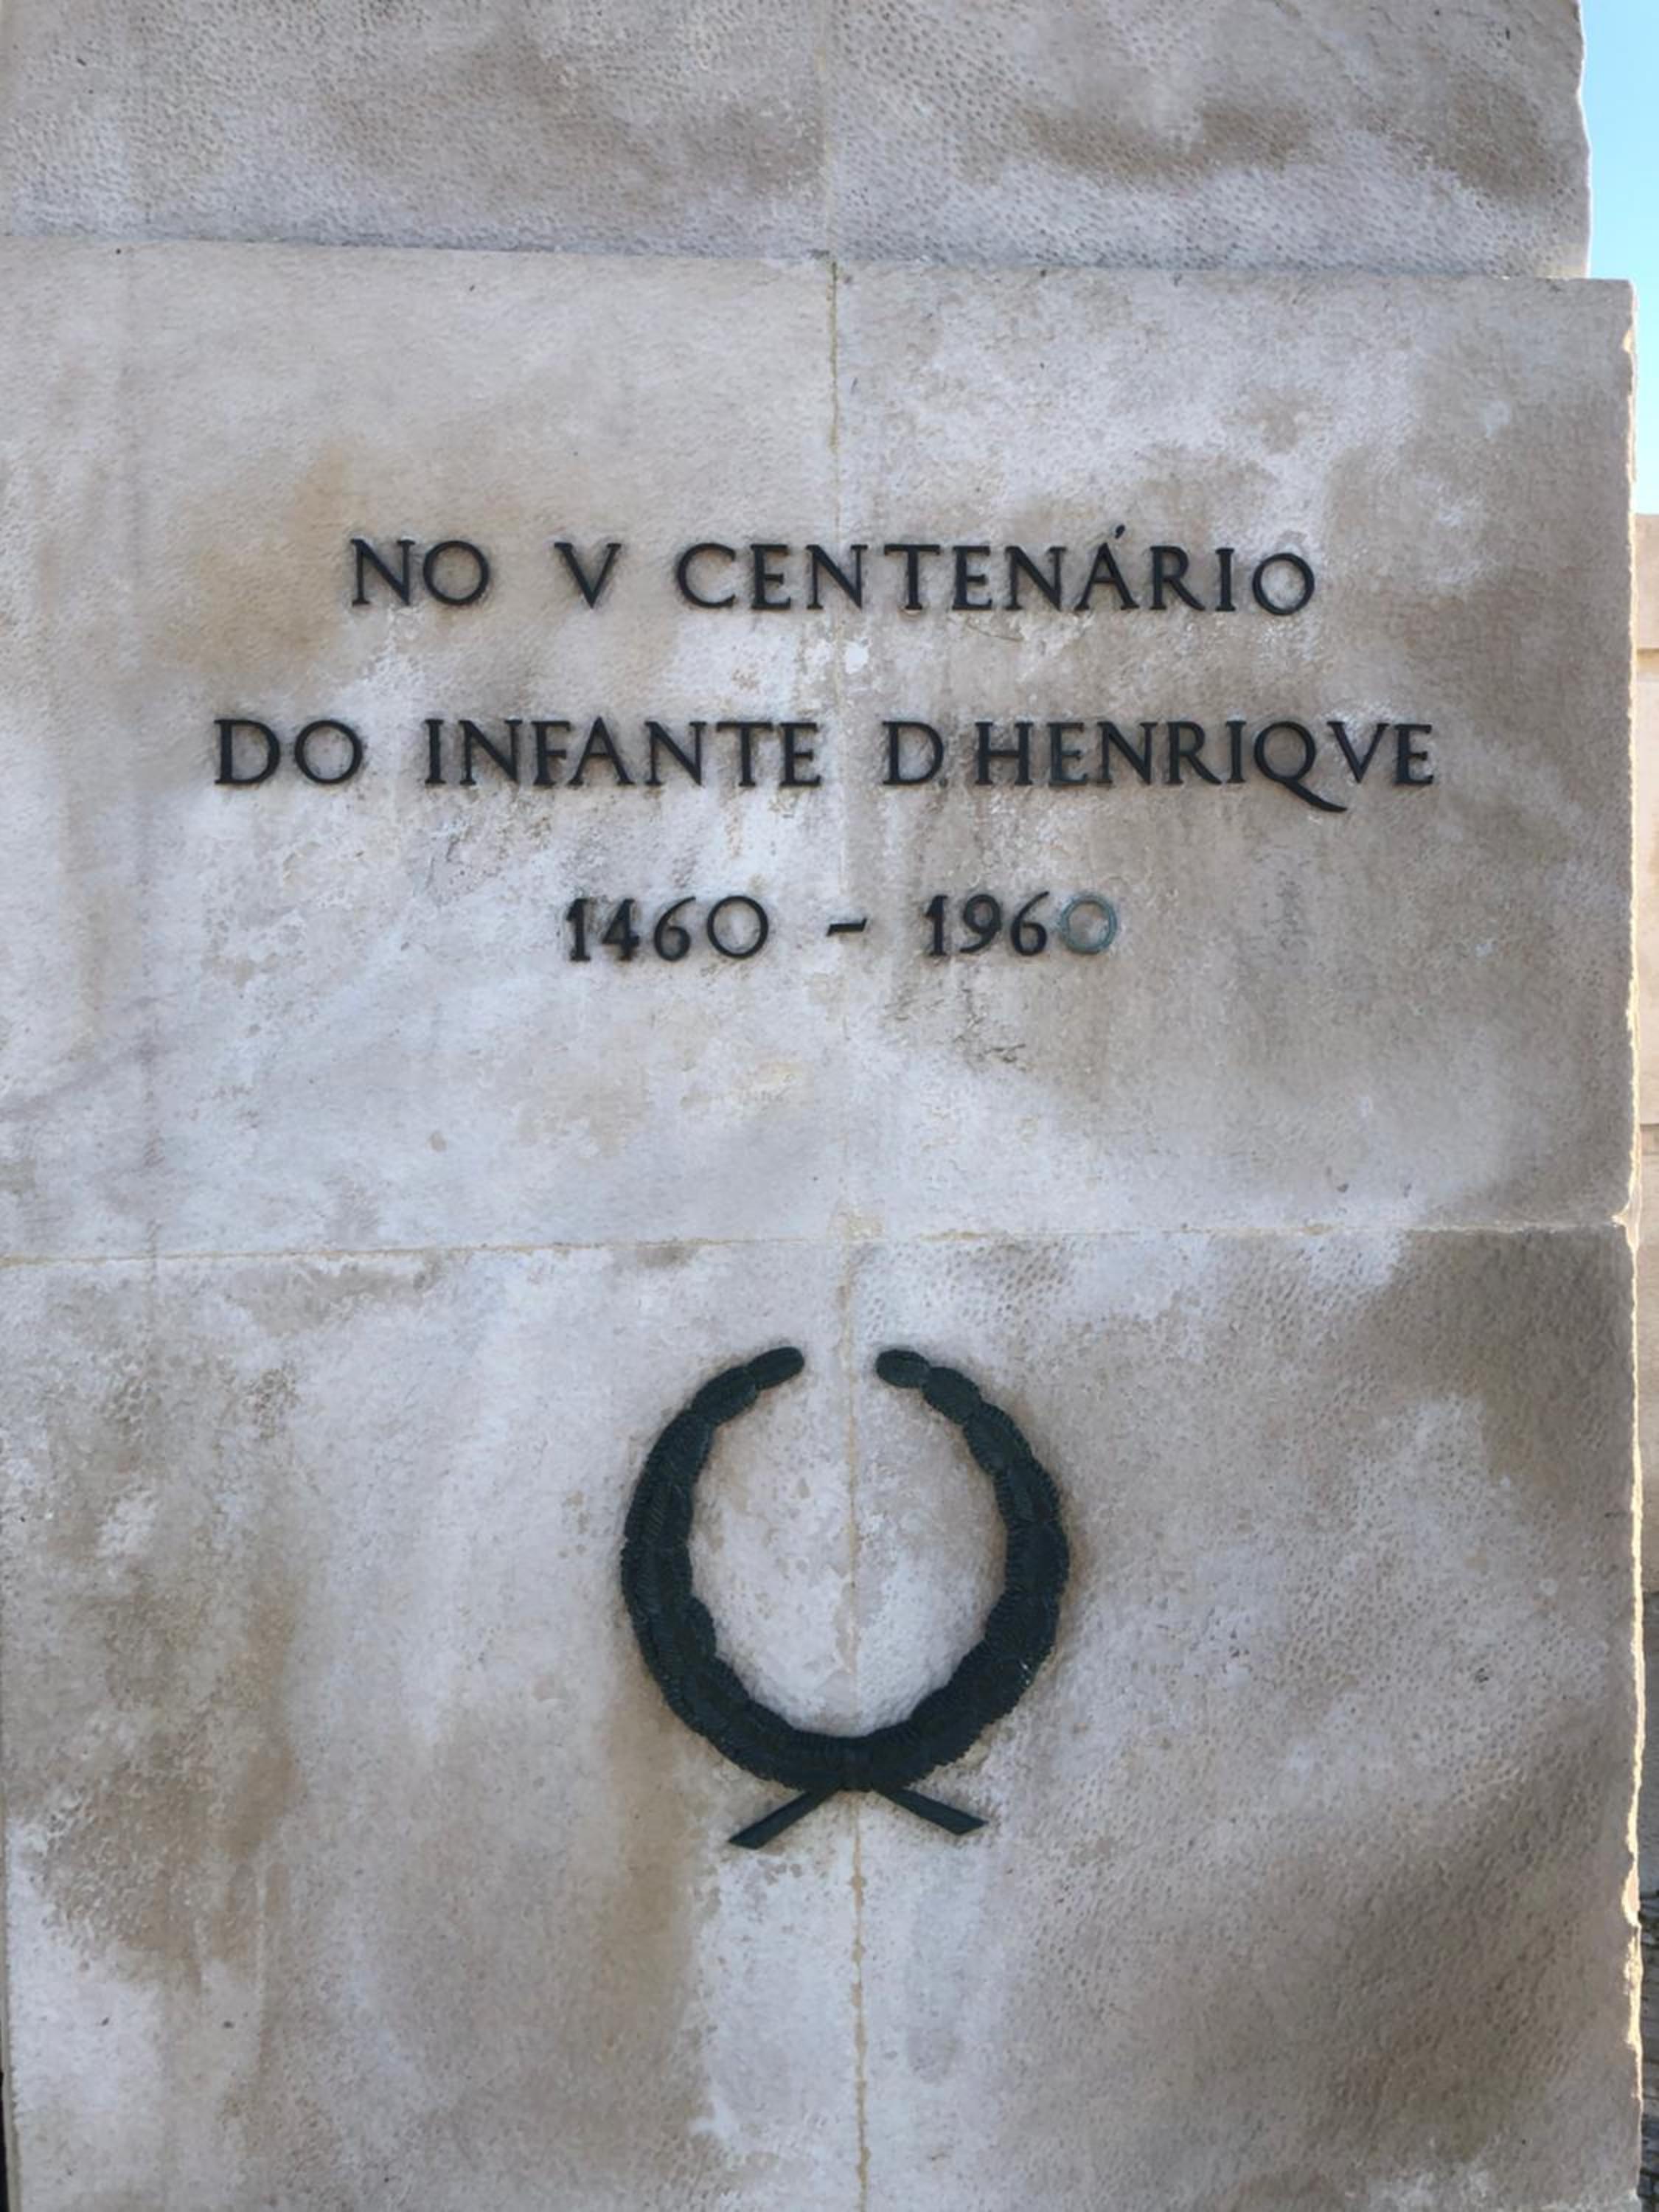 NO V CENTENÁRIO
DO INFANTE D.HENRIQVE
1460 - 1960